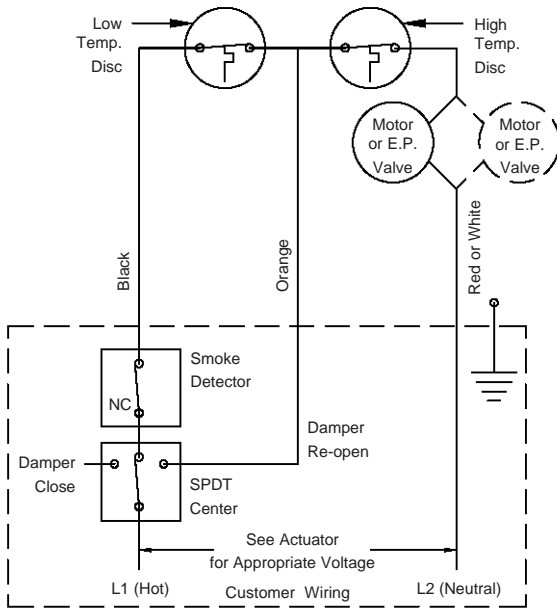 Low
Temp.
Disc
High
Temp.
Disc
Motor
or E.P.
Valve
Motor
or E.P.
Valve
Black
Orange
Red or White
Smoke
Detector
NC
Damper
Re-open
Damper
Close
SPDT
Center
See Actuator
for Appropriate Voltage
L1 (Hot)
Customer Wiring
L2 (Neutral)